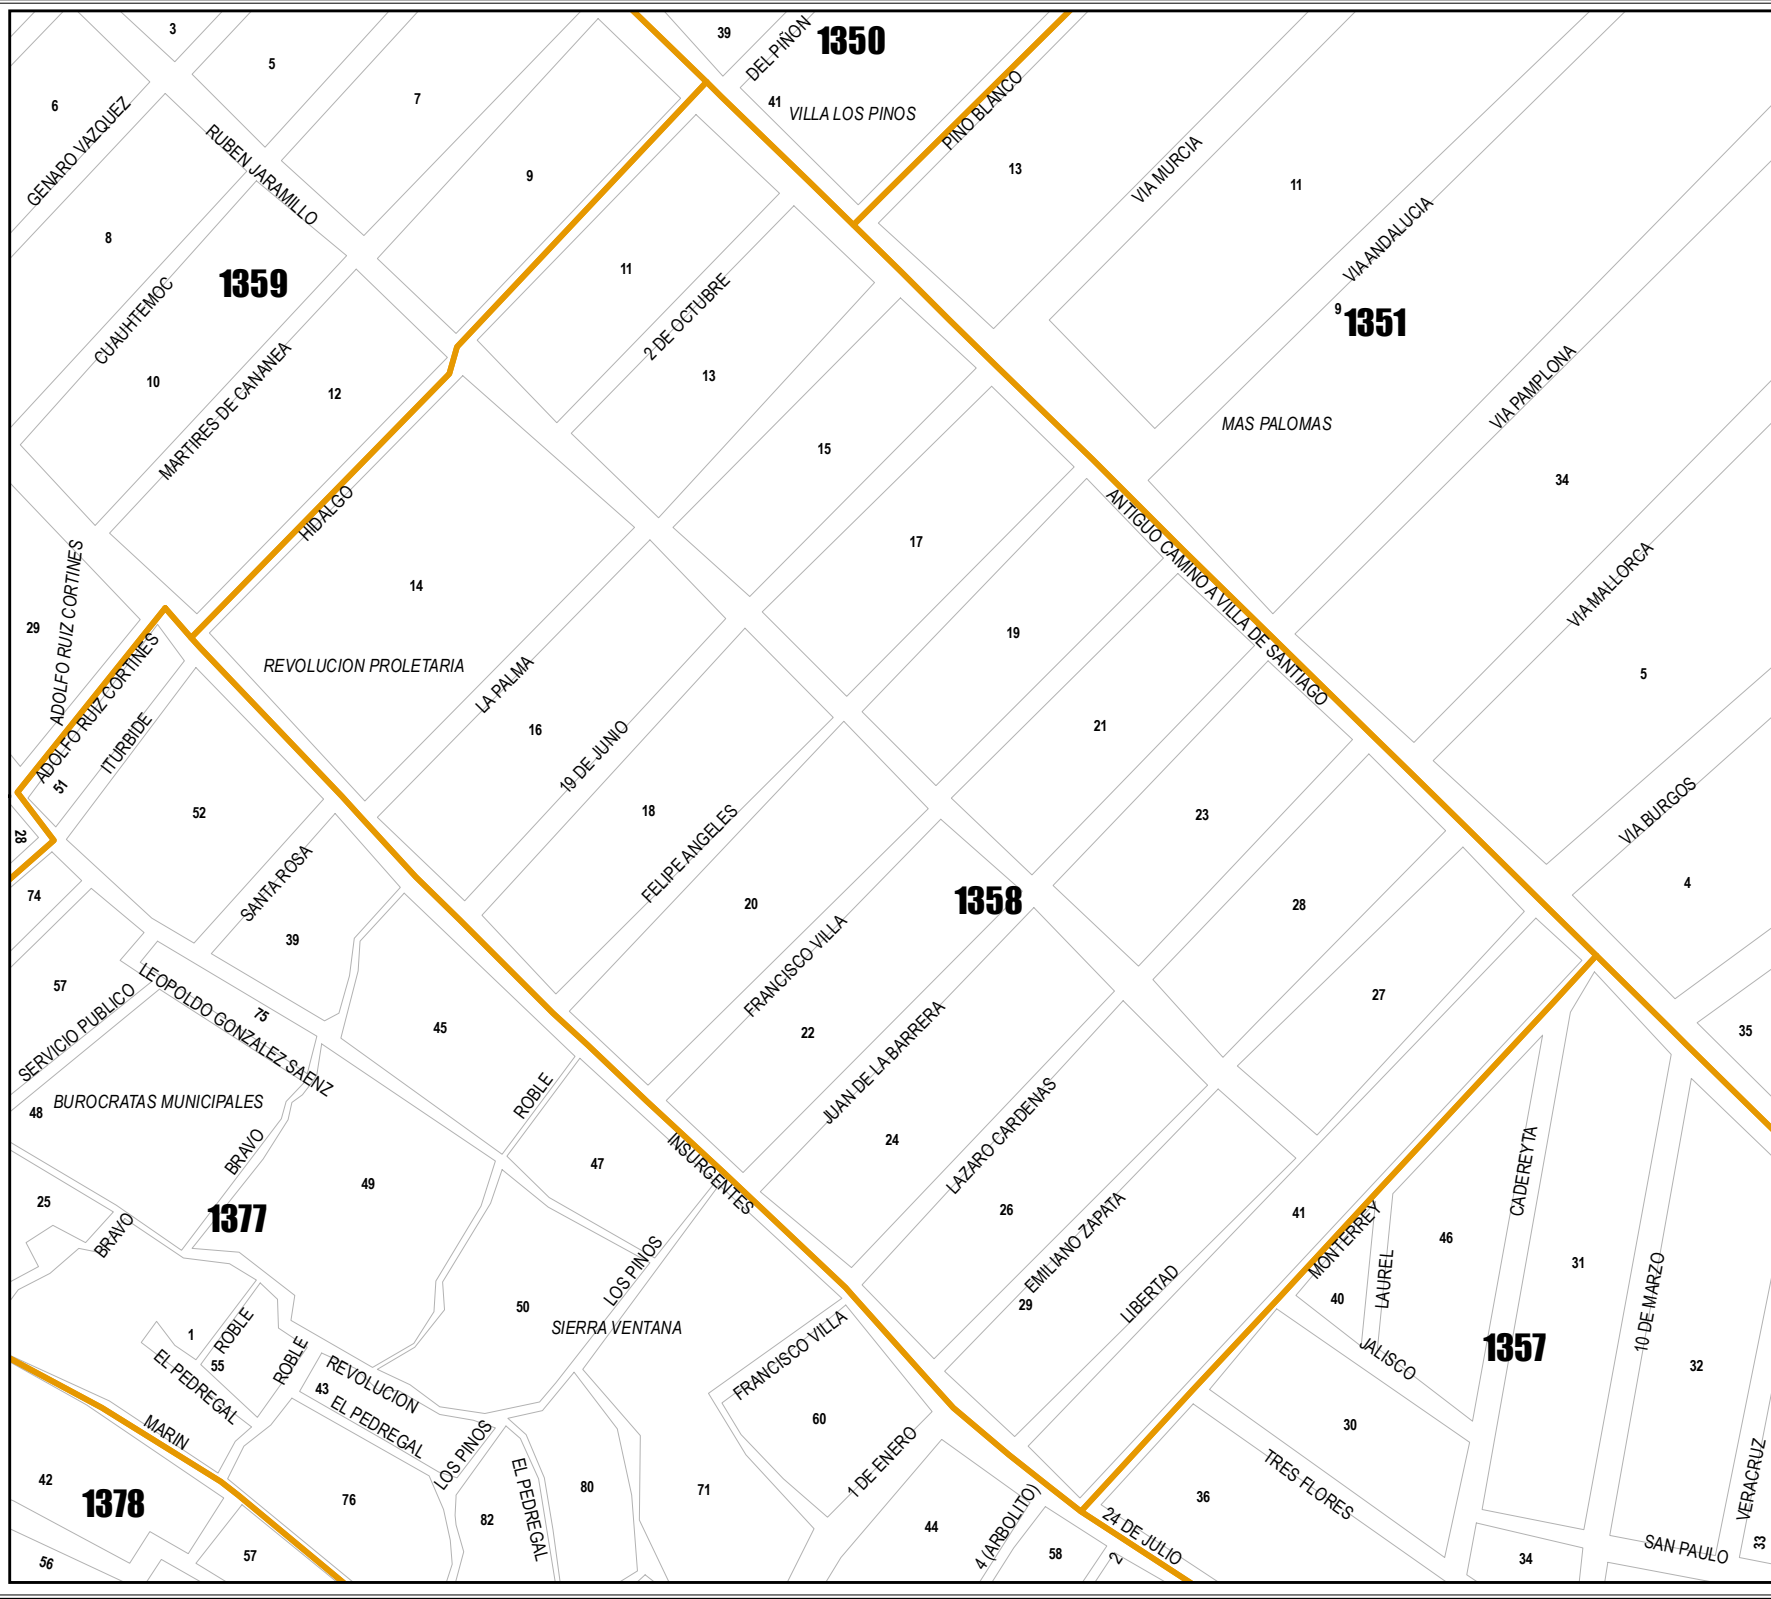 3
39
DEL PIÑON
1350
5
6
7
41
VILLA LOS PINOS
PINO BLANCO
GENARO VAZQUEZ
RUBEN JARAMILLO
9
13
VIA MURCIA
11
8
VIA ANDALUCIA
1359
11
CUAUHTEMOC
2 DE OCTUBRE
9
1351
10
MARTIRES DE CANANEA
12
13
VIA PAMPLONA
MAS PALOMAS
15
34
HIDALGO
17
ANTIGUO CAMINO A VILLA DE SANTIAGO
VIA MALLORCA
ADOLFO RUIZ CORTINES
14
29
19
REVOLUCION PROLETARIA
LA PALMA
5
ADOLFO RUIZ CORTINES
ITURBIDE
16
21
19 DE JUNIO
51
52
18
23
VIA BURGOS
28
FELIPE ANGELES
SANTA ROSA
4
74
20
1358
28
39
FRANCISCO VILLA
57
LEOPOLDO GONZALEZ SAENZ
27
SERVICIO PUBLICO
75
45
22
35
JUAN DE LA BARRERA
BUROCRATAS MUNICIPALES
48
ROBLE
LAZARO CARDENAS
24
BRAVO
47
INSURGENTES
49
CADEREYTA
25
1377
26
41
BRAVO
EMILIANO ZAPATA
MONTERREY
46
LOS PINOS
31
LAUREL
LIBERTAD
10 DE MARZO
50
29
40
SIERRA VENTANA
1
ROBLE
FRANCISCO VILLA
1357
JALISCO
ROBLE
55
32
EL PEDREGAL
REVOLUCION
43
EL PEDREGAL
60
30
MARIN
LOS PINOS
1 DE ENERO
42
1378
76
EL PEDREGAL
80
71
TRES FLORES
VERACRUZ
36
82
44
4 (ARBOLITO)
24 DE JULIO
56
57
58
2
34
SAN PAULO
33